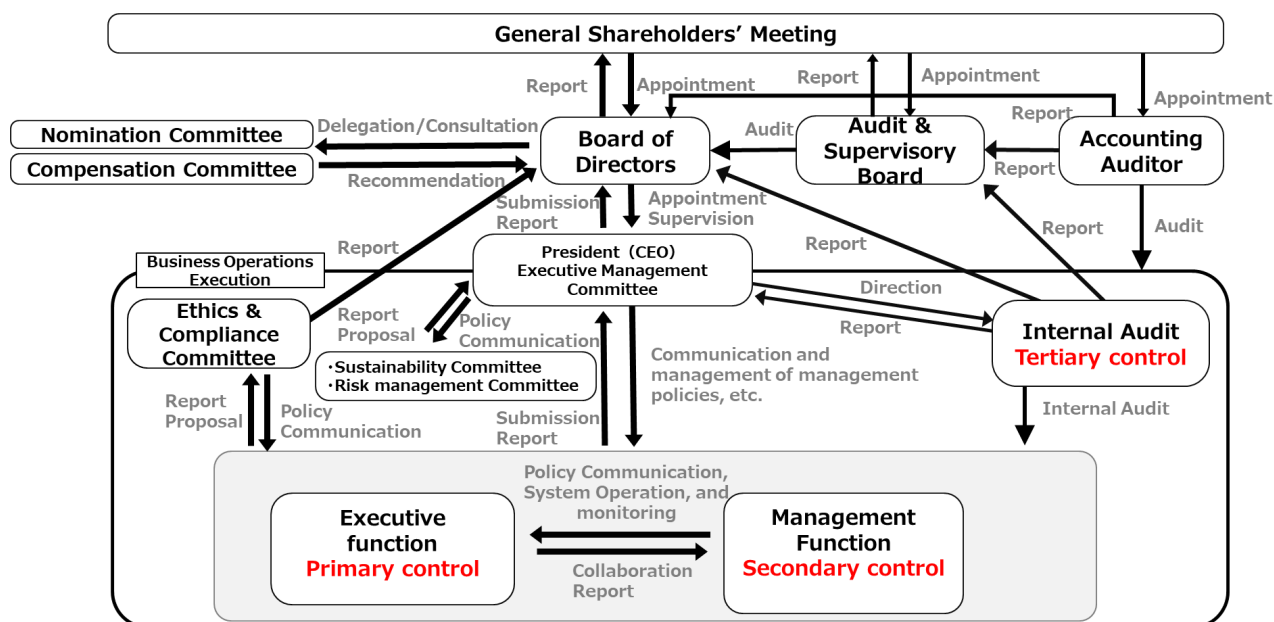 General Shareholders’ Meeting
Report
Appointment
Report
Appointment
Appointment
Report
Nomination Committee
Delegation/Consultation
Board of
Directors
Audit
Audit &
Supervisory
Board
Report
Accounting
Auditor
Compensation Committee
Recommendation
Submission
Report
Appointment
Supervision
Report
Report
Report
Audit
Business Operations
Execution
President（CEO）
Executive Management
Committee
Direction
Report
Ethics &
Compliance
Committee
Report
Proposal
Policy
Communication
・Sustainability Committee
・Risk management Committee
Internal Audit
Tertiary control
Communication and
management of management
policies, etc.
Report
Proposal
Policy
Communication
Submission
Report
Internal Audit
Policy Communication,
System Operation, and
monitoring
Executive
function
Primary control
Management
Function
Secondary control
Collaboration
Report